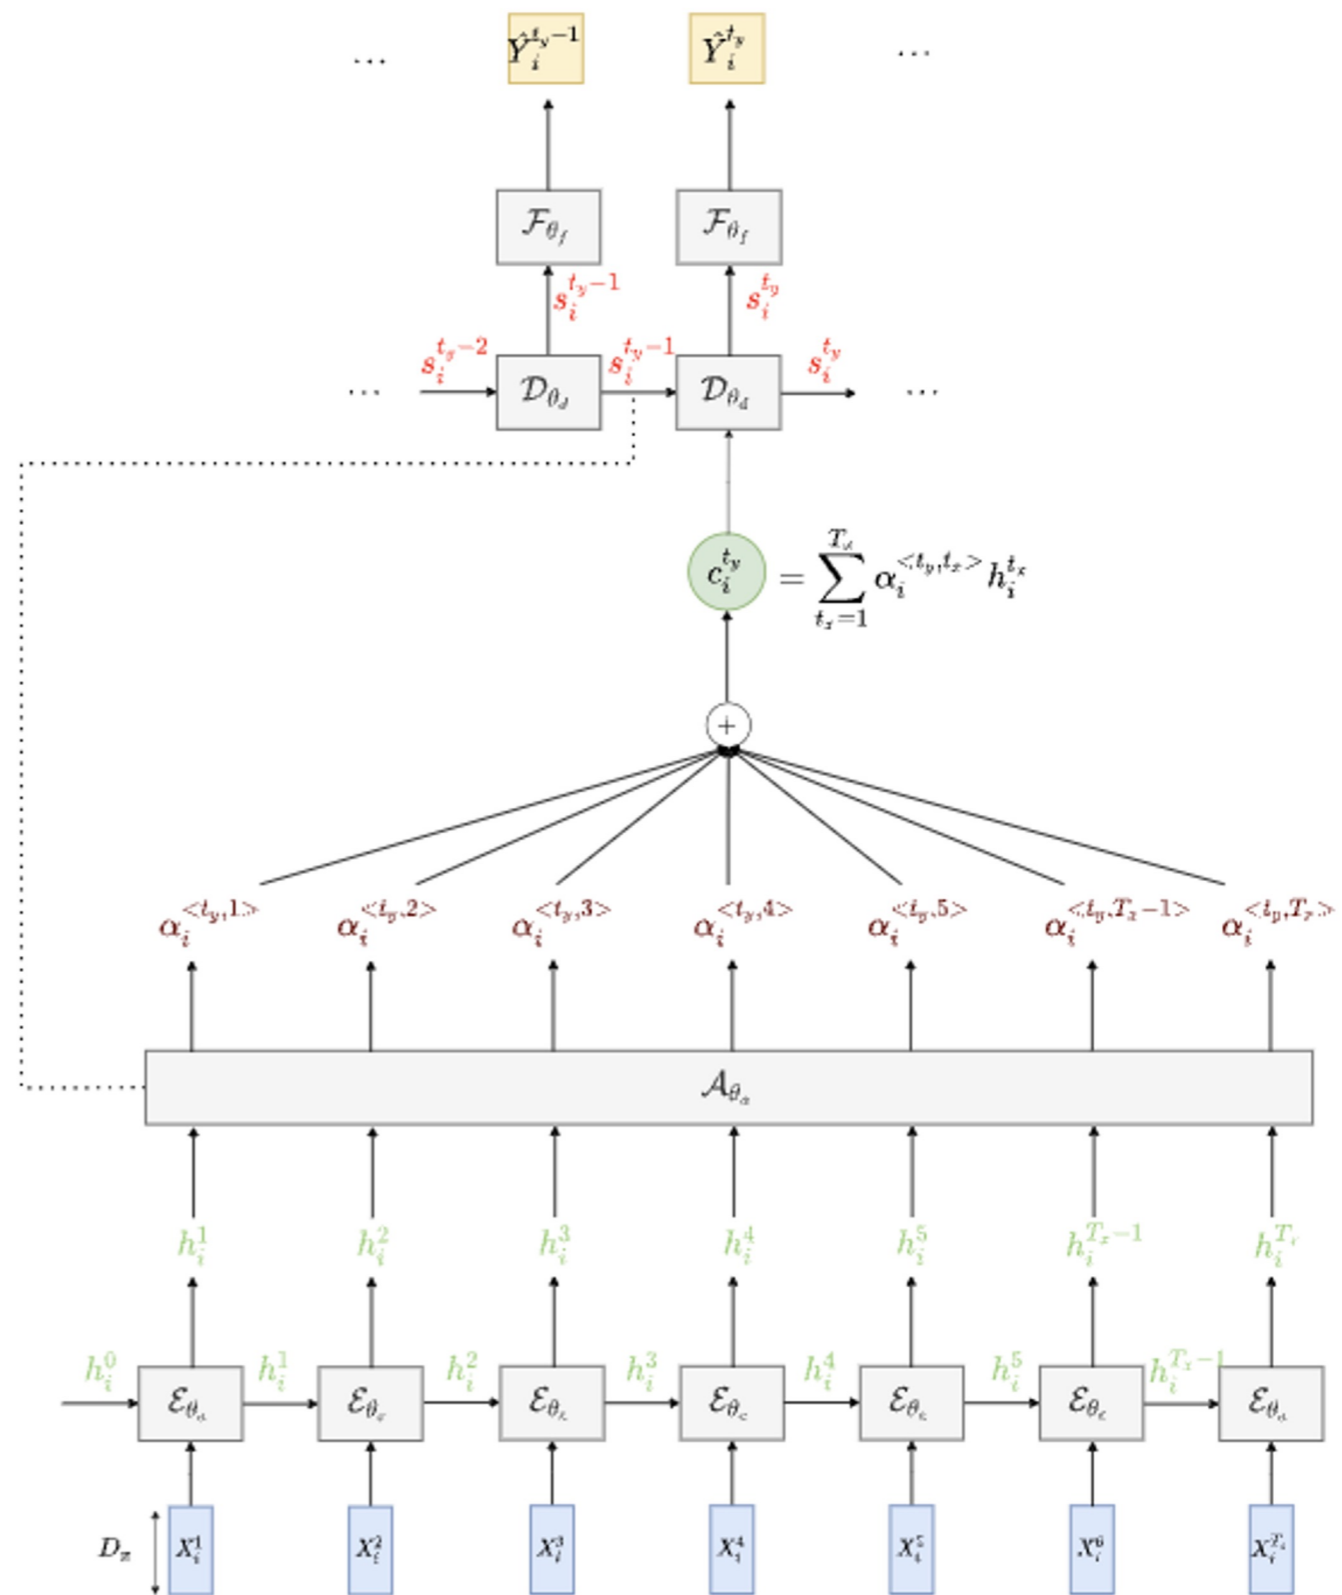 ... Ŷ_i^{t_y-1} Ŷ_i^{t_y} ...
F_{θ_f} F_{θ_f}
s_i^{t_y-1} s_i^{t_y}
s_i^{t_y-2} s_i^{t_y-1} s_i^{t_y}
... D_{θ_d} D_{θ_d} ...
c_i^{t_y} = ∑_{t_x=1}^{T_x} α_i^{<t_y,t_x>} h_i^{t_x}
+
α_i^{<t_y,1>} α_i^{<t_y,2>} α_i^{<t_y,3>} α_i^{<t_y,4>} α_i^{<t_y,5>} α_i^{<t_y,T_x-1>} α_i^{<t_y,T_x>}
A_{θ_a}
h_i^1 h_i^2 h_i^3 h_i^4 h_i^5 h_i^{T_x-1} h_i^{T_x}
h_i^0 h_i^1 h_i^2 h_i^3 h_i^4 h_i^5 h_i^{T_x-1}
E_{θ_e} E_{θ_e} E_{θ_e} E_{θ_e} E_{θ_e} E_{θ_e} E_{θ_e}
D_x X_i^1 X_i^2 X_i^3 X_i^4 X_i^5 X_i^6 X_i^{T_x}